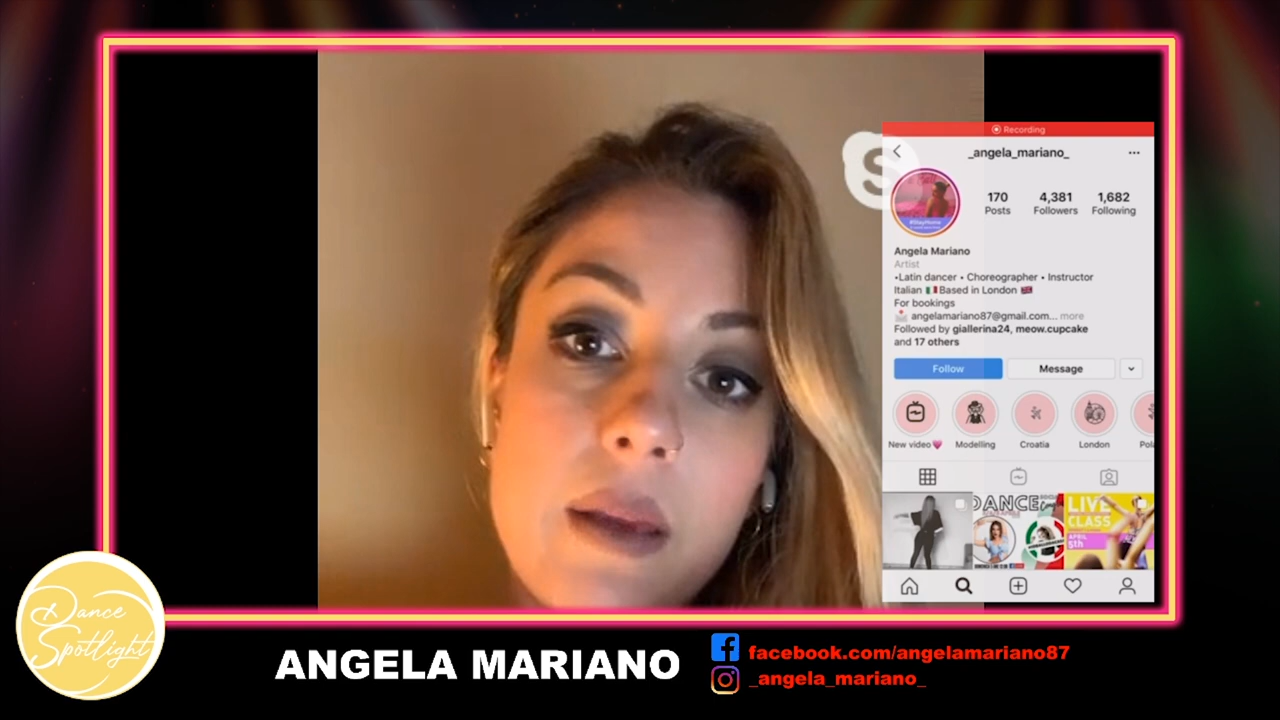 Recording
_angela_mariano_
170
4,381
1,682
Posts
Followers
Following
Angela Mariano
Artist
•Latin dancer • Choreographer • Instructor
Italian 🇮🇹 Based in London 🇬🇧
For bookings
📩 angelamariano87@gmail.com... more
Followed by giallerina24, meow.cupcake
and 17 others
Follow
Message
New video💗
Modelling
Croatia
London
Pol
DANCE
LIVE
CLASS
APRIL
5th
Dance
Spotlight
ANGELA MARIANO
facebook.com/angelamariano87
_angela_mariano_